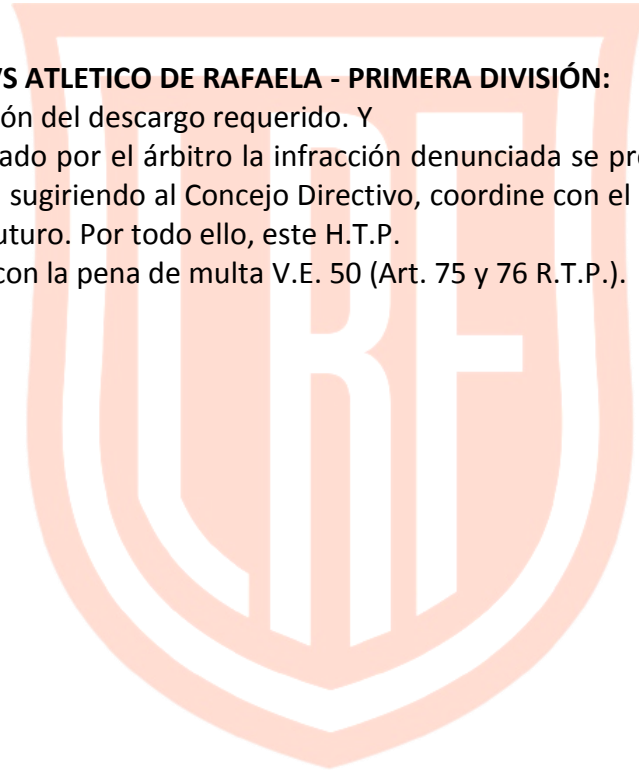 /S ATLETICO DE RAFAELA - PRIMERA DIVISIÓN:
ión del descargo requerido. Y
ado por el árbitro la infracción denunciada se pr
sugiriendo al Concejo Directivo, coordine con el
uturo. Por todo ello, este H.T.P.
con la pena de multa V.E. 50 (Art. 75 y 76 R.T.P.).
LRF